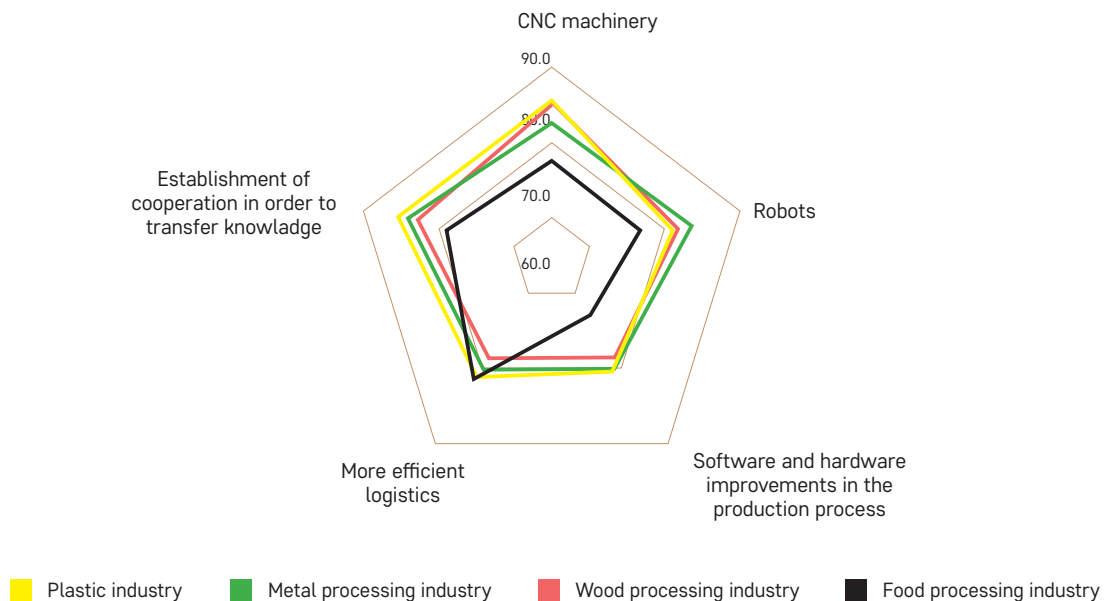 CNC machinery
90.0
80.0
70.0
60.0
Establishment of
cooperation in order to
transfer knowladge
Robots
More efficient
logistics
Software and hardware
improvements in the
production process
Plastic industry
Metal processing industry
Wood processing industry
Food processing industry